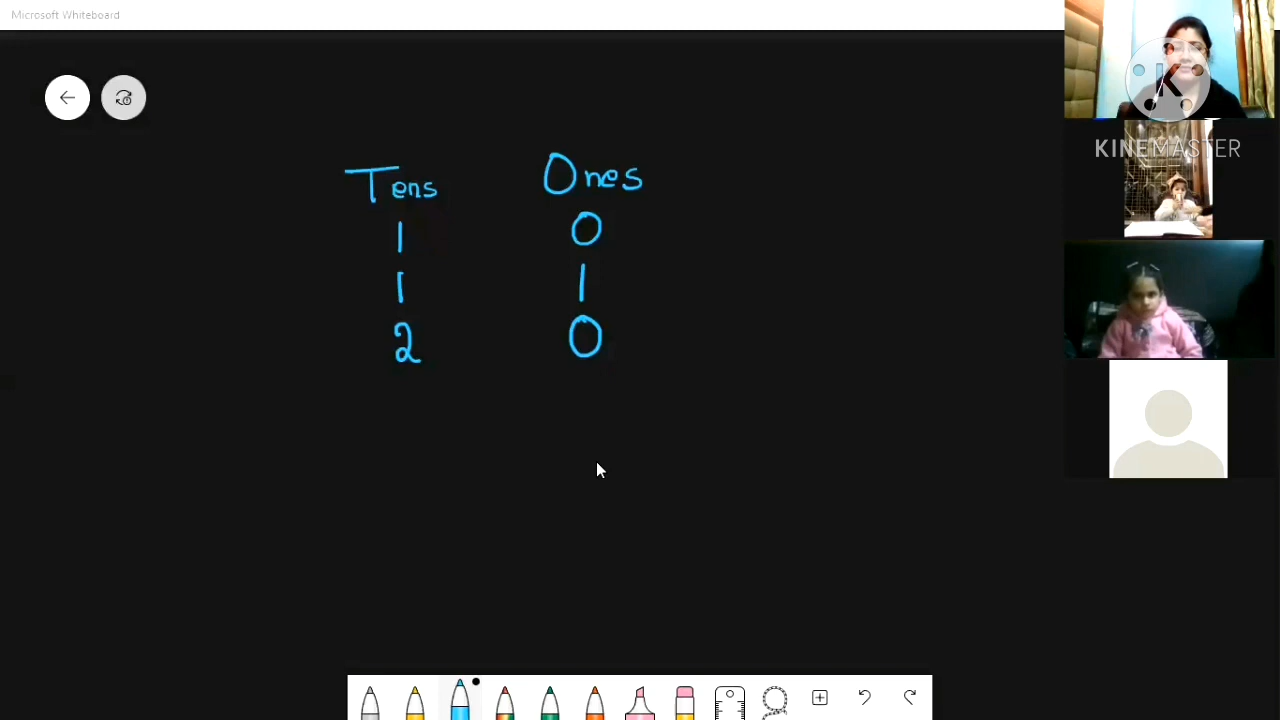 Microsoft Whiteboard
KINEMASTER
Tens Ones
1 0
1 1
2 0